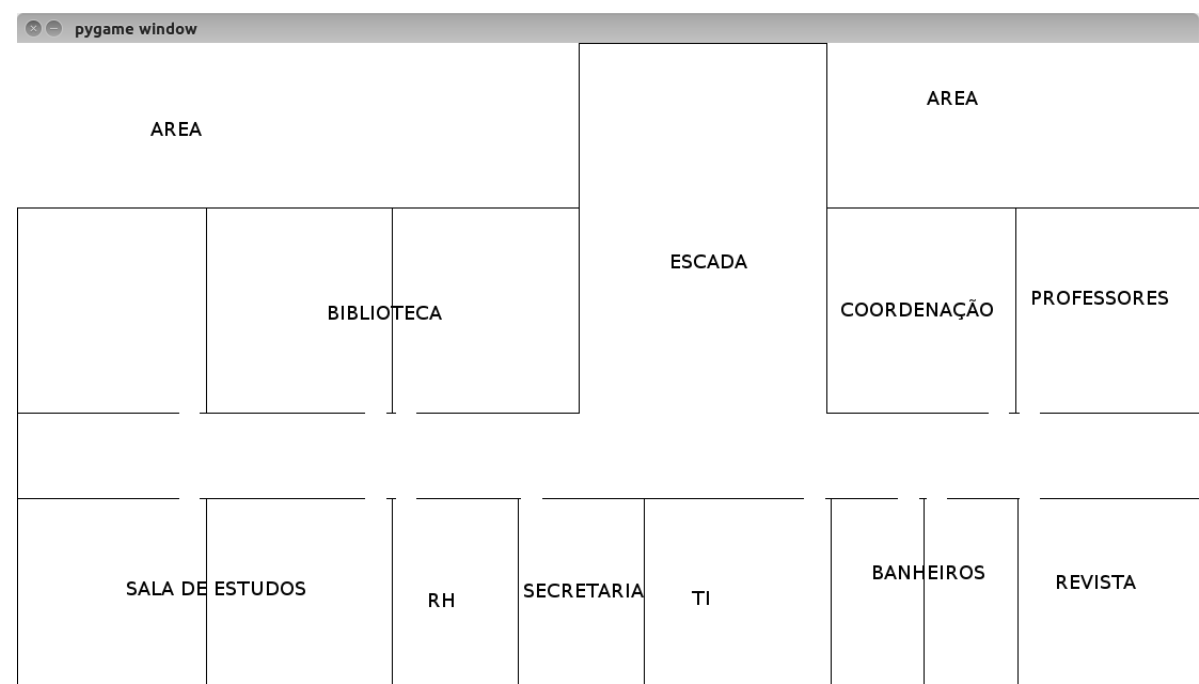 pygame window
AREA
AREA
ESCADA
BIBLIOTECA
COORDENAÇÃO
PROFESSORES
SALA DE ESTUDOS
RH
SECRETARIA
TI
BANHEIROS
REVISTA